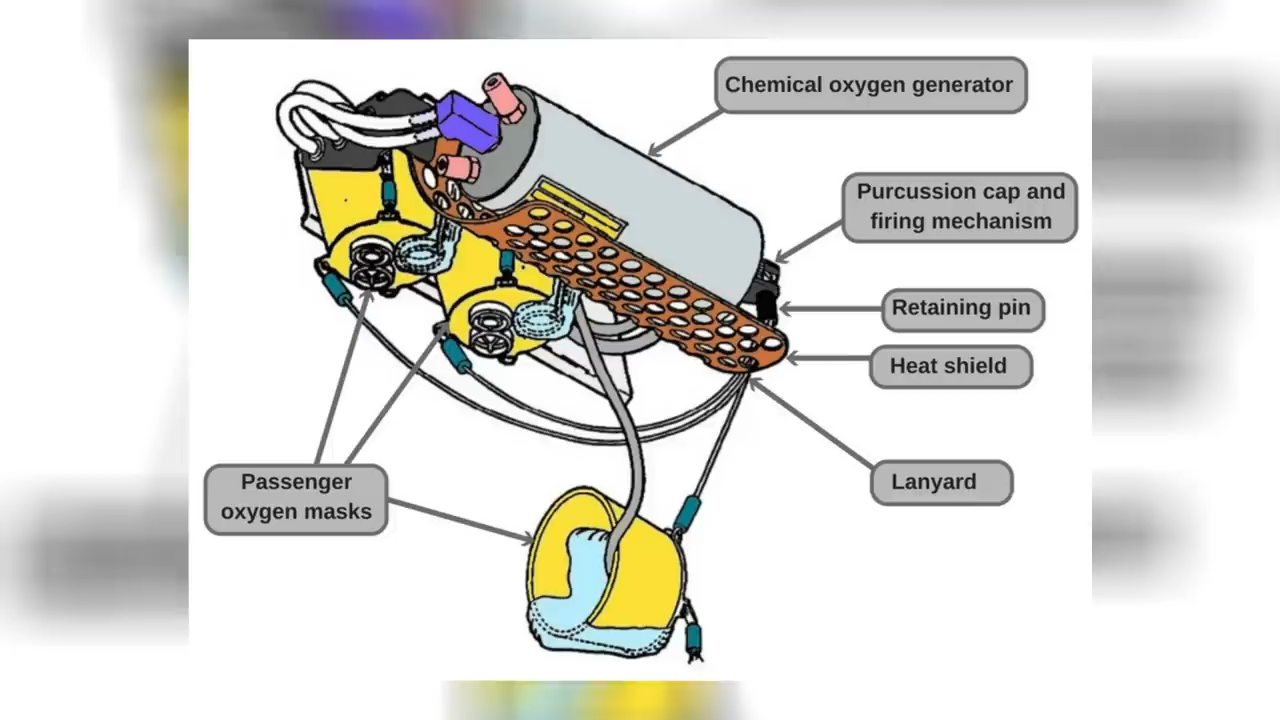 Chemical oxygen generator
Purcussion cap and
firing mechanism
Retaining pin
Heat shield
Lanyard
Passenger
oxygen masks